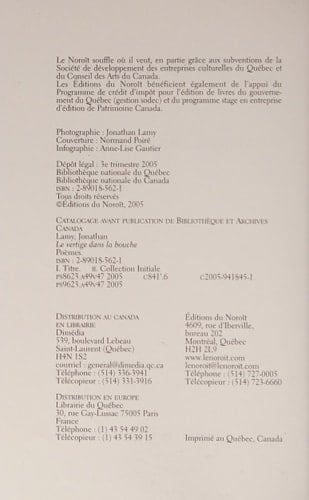 Le Noroît souffle où il veut, en partie grâce aux subventions de la
Société de développement des entreprises culturelles du Québec et
du Conseil des Arts du Canada.
Les Éditions du Noroît bénéficient également de l'appui du
Programme de crédit d'impôt pour l'édition de livres du gouverne-
ment du Québec (gestion sodec) et du programme stage en entreprise
d'édition de Patrimoine Canada.
Photographie : Jonathan Lamy
Couverture : Normand Poiré
Infographie : Anne-Lise Gautier
Dépôt légal : 3e trimestre 2005
Bibliothèque nationale du Québec
Bibliothèque nationale du Canada
ISBN : 2-89018-562-1
Tous droits réservés
©Éditions du Noroît, 2005
Catalogage avant publication de Bibliothèque et Archives
Canada
Lamy, Jonathan
Le vertige dans la bouche
Poèmes.
ISBN : 2-89018-562-1
I. Titre. II. Collection Initiale
PS8623.A49V47 2005 C841'.6 C2005-941845-1
PS9623.A49V47 2005
Distribution au Canada
en librairie
Dimédia
539, boulevard Lebeau
Saint-Laurent (Québec)
H4N 1S2
courriel : general@dimedia.qc.ca
Téléphone : (514) 336-3941
Télécopieur : (514) 331-3916
Distribution en Europe
Librairie du Québec
30, rue Gay-Lussac 75005 Paris
France
Téléphone : (1) 43 54 49 02
Télécopieur : (1) 43 54 39 15
Éditions du Noroît
4609, rue d'Iberville,
bureau 202
Montréal, Québec
H2H 2L9
www.lenoroit.com
lenoroit@lenoroit.com
Téléphone : (514) 727-0005
Télécopieur : (514) 723-6660
Imprimé au Québec, Canada